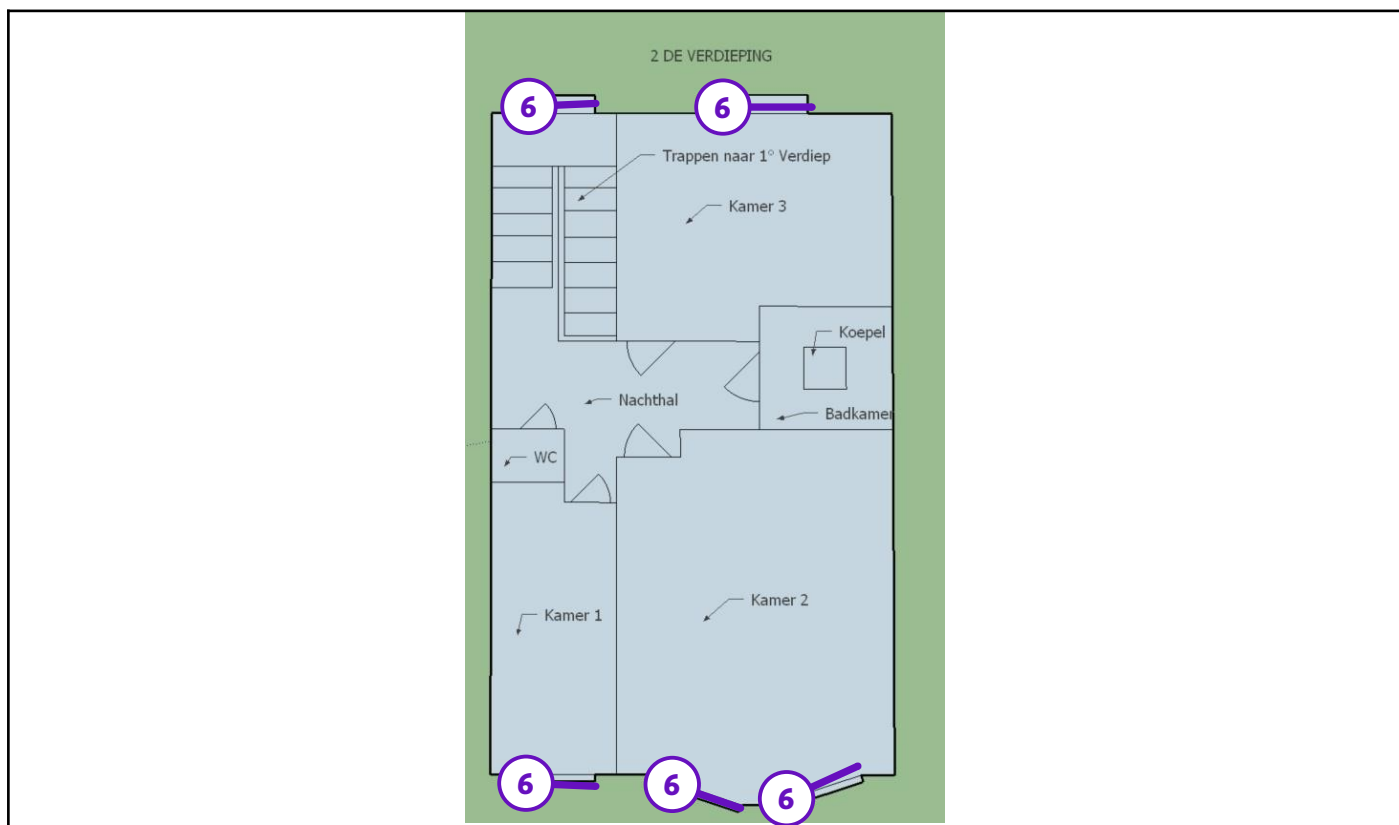 2 DE VERDIEPING
6
6
Trappen naar 1° Verdiep
Kamer 3
Koepel
Nachthal
Badkamer
WC
Kamer 1
Kamer 2
6
6
6